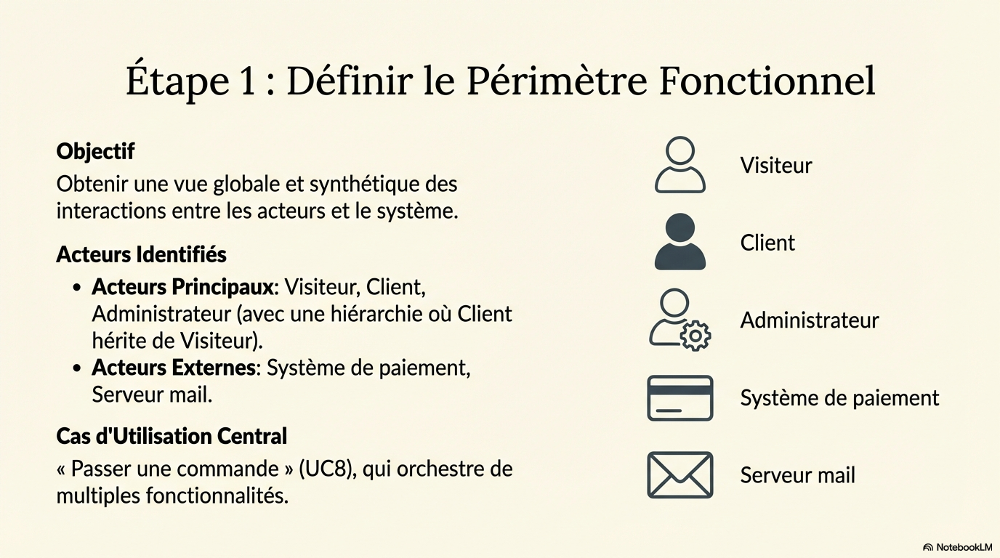 Étape 1 : Définir le Périmètre Fonctionnel
Objectif
Obtenir une vue globale et synthétique des
interactions entre les acteurs et le système.
Acteurs Identifiés
• Acteurs Principaux: Visiteur, Client,
Administrateur (avec une hiérarchie où Client
hérite de Visiteur).
• Acteurs Externes: Système de paiement,
Serveur mail.
Cas d'Utilisation Central
« Passer une commande » (UC8), qui orchestre de
multiples fonctionnalités.
Visiteur
Client
Administrateur
Système de paiement
Serveur mail
NotebookLM